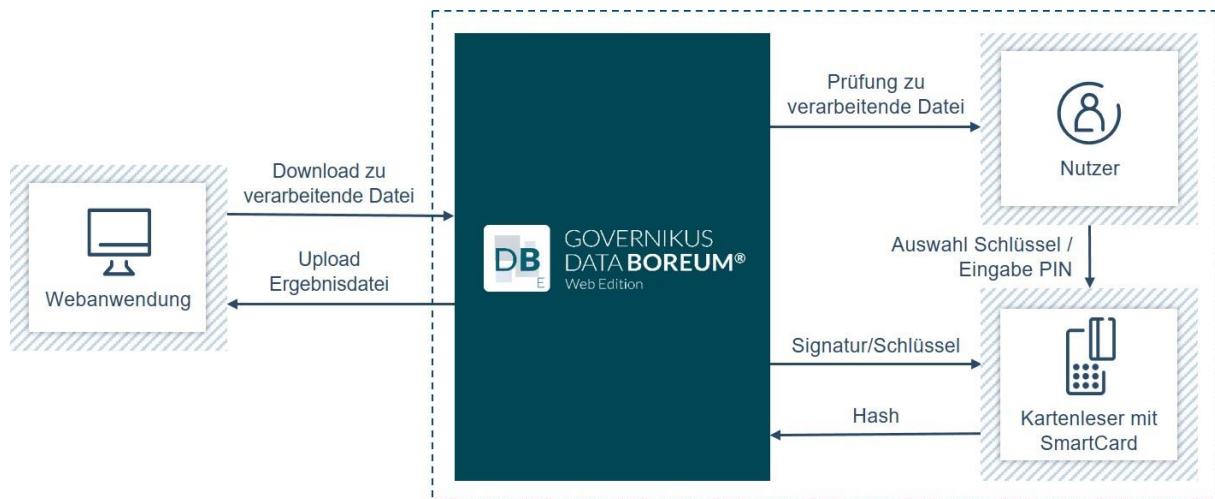 Prüfung zu
verarbeitende Datei
Nutzer
Download zu
verarbeitende Datei
Upload
Ergebnisdatei
Webanwendung
DB
E
GOVERNIKUS
DATA BOREUM®
Web Edition
Auswahl Schlüssel /
Eingabe PIN
Signatur/Schlüssel
Hash
Kartenleser mit
SmartCard